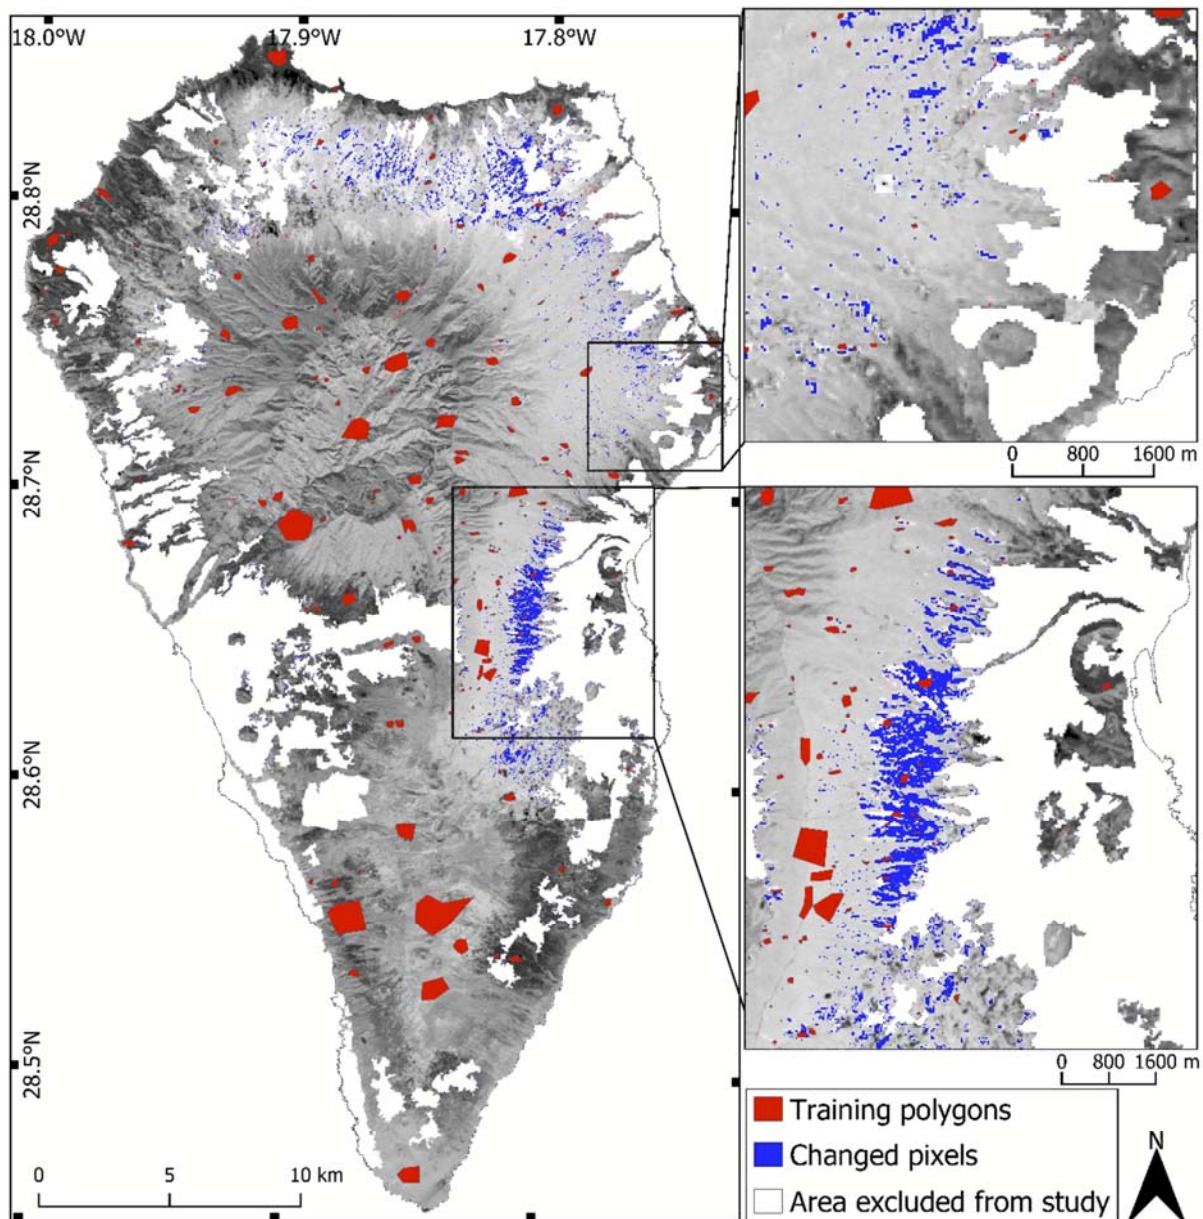 18.0°W 17.9°W 17.8°W
28.8°N
28.7°N
28.6°N
28.5°N
0 5 10 km
0 800 1600 m
0 800 1600 m
Training polygons
Changed pixels
Area excluded from study
N